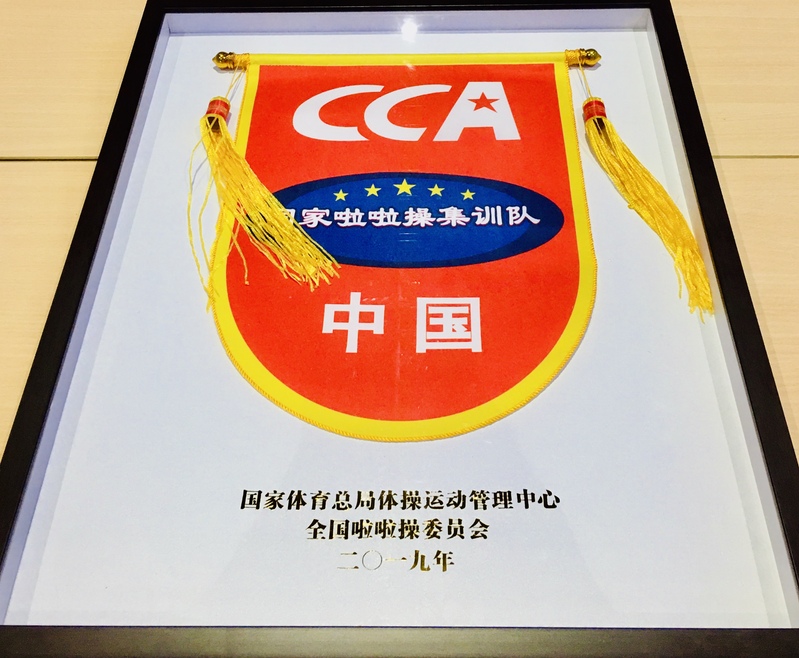 CCA
国家啦啦操集训队
中国
国家体育总局体操运动管理中心
全国啦啦操委员会
二〇一九年